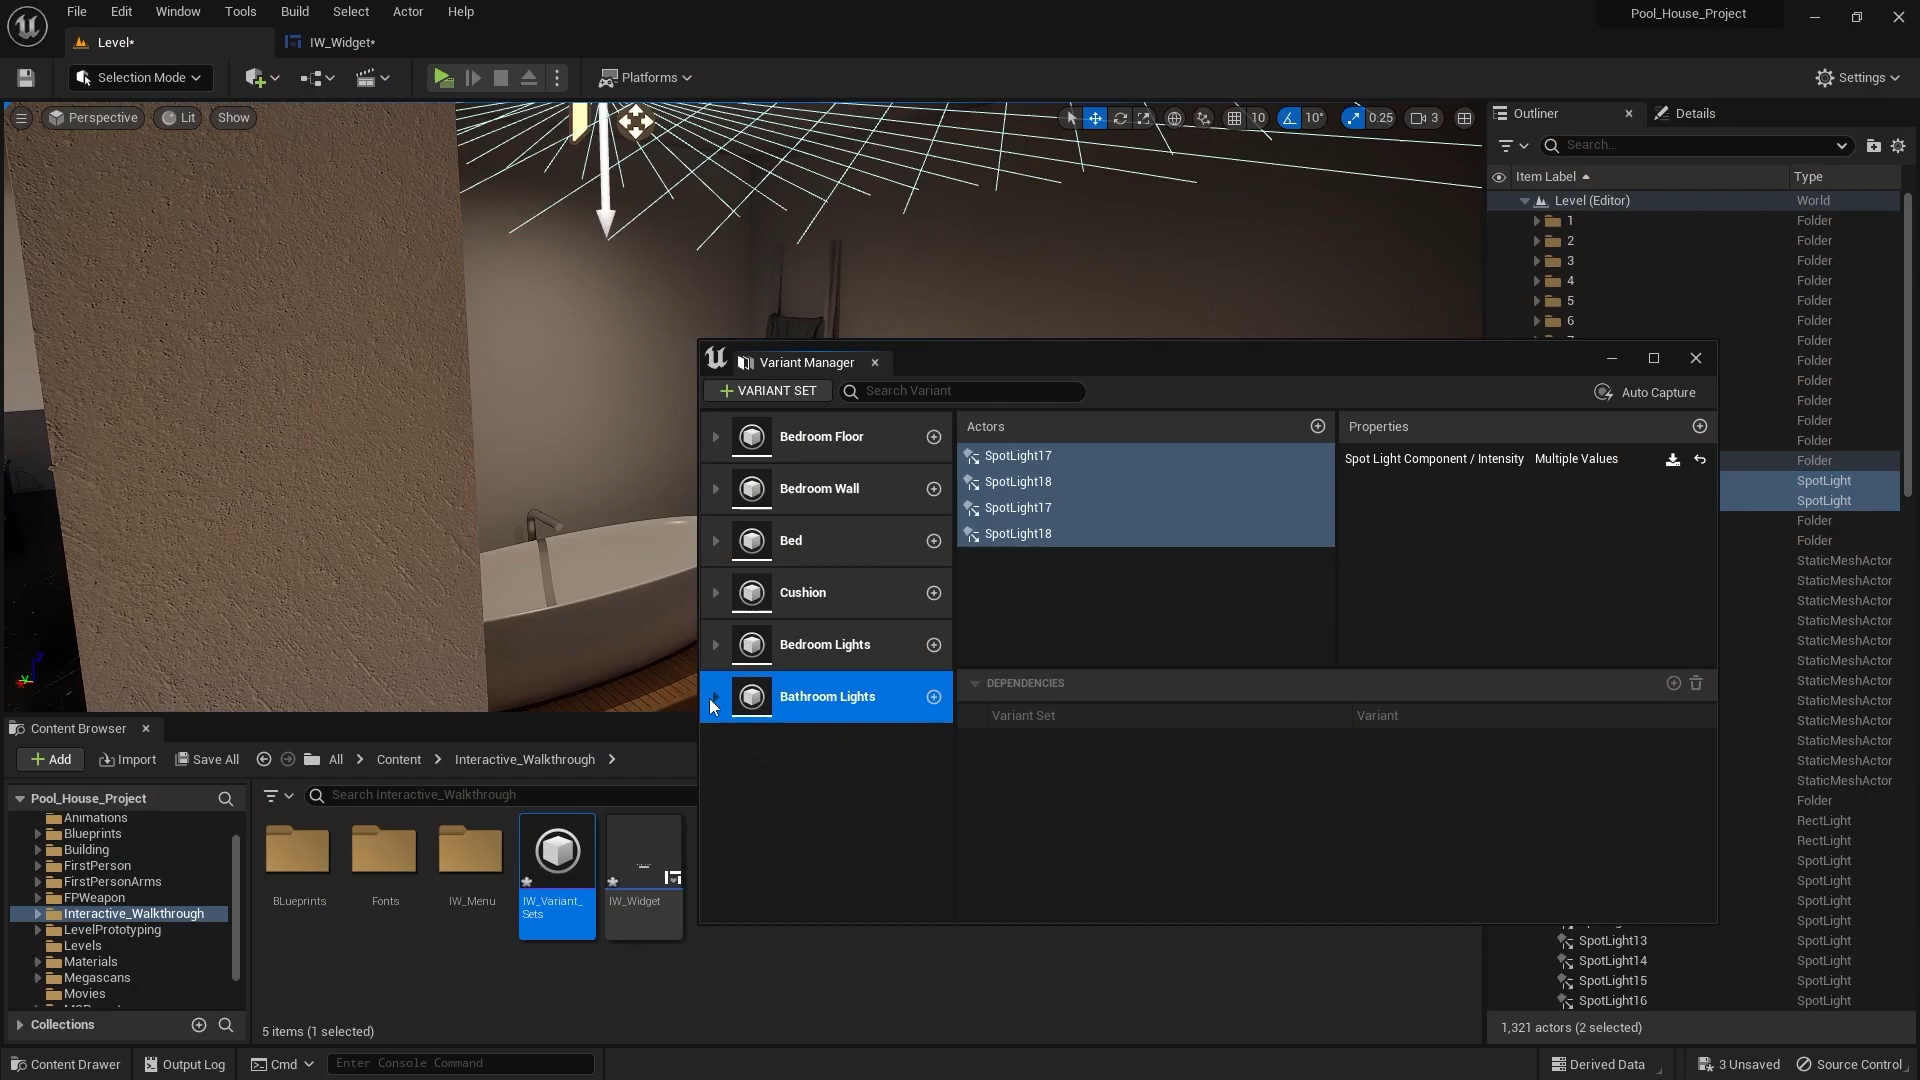 File Edit Window Tools Build Select Actor Help
Pool_House_Project
Level*
IW_Widget*
Selection Mode
Platforms
Settings
Perspective
Lit
Show
10
10°
0.25
3
Outliner
Details
Search...
Item Label
Type
Level (Editor) World
1 Folder
2 Folder
3 Folder
4 Folder
5 Folder
6 Folder
Folder
Folder
Folder
Folder
Folder
Folder
Folder
SpotLight
SpotLight
Folder
Folder
StaticMeshActor
StaticMeshActor
StaticMeshActor
StaticMeshActor
StaticMeshActor
StaticMeshActor
StaticMeshActor
StaticMeshActor
StaticMeshActor
StaticMeshActor
StaticMeshActor
StaticMeshActor
Folder
RectLight
RectLight
SpotLight
SpotLight
SpotLight
SpotLight
SpotLight13 SpotLight
SpotLight14 SpotLight
SpotLight15 SpotLight
SpotLight16 SpotLight
1,321 actors (2 selected)
Variant Manager
VARIANT SET
Search Variant
Auto Capture
Bedroom Floor
Bedroom Wall
Bed
Cushion
Bedroom Lights
Bathroom Lights
Actors
SpotLight17
SpotLight18
SpotLight17
SpotLight18
Properties
Spot Light Component / Intensity Multiple Values
DEPENDENCIES
Variant Set
Variant
Content Browser
Add
Import
Save All
All
Content
Interactive_Walkthrough
Pool_House_Project
Animations
Blueprints
Building
FirstPerson
FirstPersonArms
FPWeapon
Interactive_Walkthrough
LevelPrototyping
Levels
Materials
Megascans
Movies
Collections
Search Interactive_Walkthrough
BLueprints
Fonts
IW_Menu
IW_Variant_
Sets
IW_Widget
5 items (1 selected)
Content Drawer
Output Log
Cmd
Enter Console Command
Derived Data
3 Unsaved
Source Control